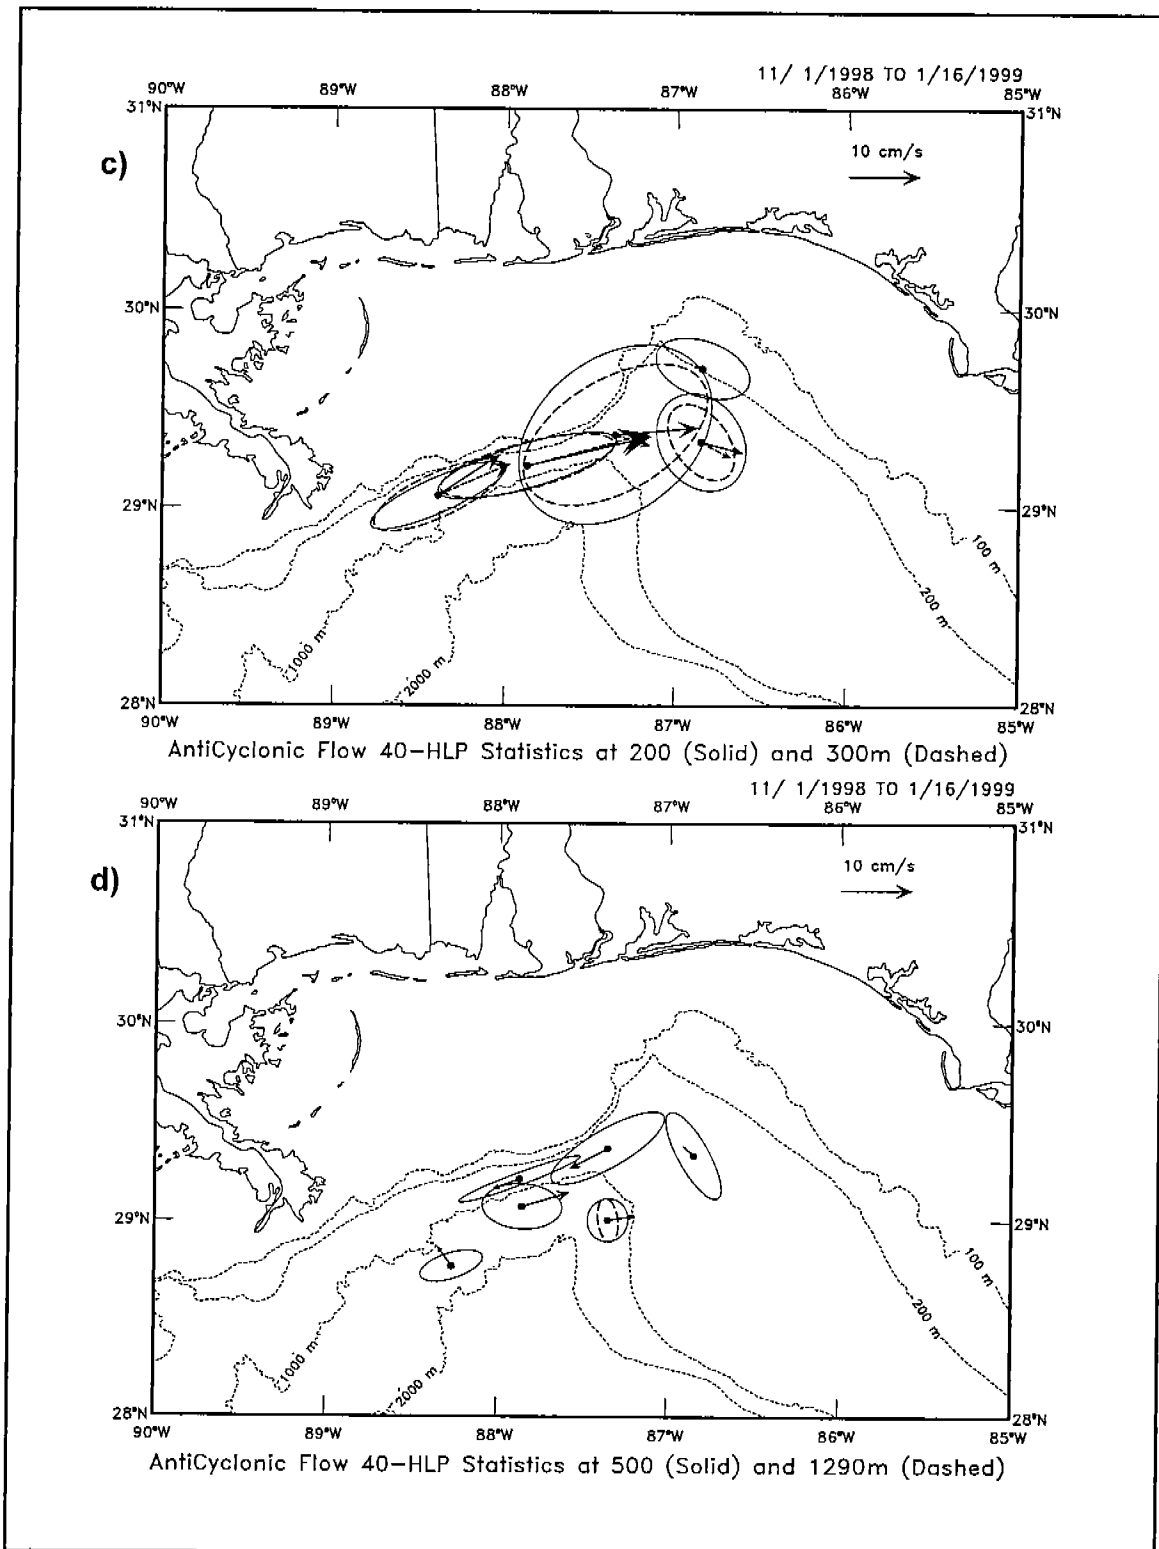 11/ 1/1998 TO 1/16/1999
90°W 89°W 88°W 87°W 86°W 85°W
31°N 31°N
c)
10 cm/s
30°N 30°N
29°N 29°N
100 m
200 m
1000 m
2000 m
28°N 28°N
90°W 89°W 88°W 87°W 86°W 85°W
AntiCyclonic Flow 40-HLP Statistics at 200 (Solid) and 300m (Dashed)
11/ 1/1998 TO 1/16/1999
90°W 89°W 88°W 87°W 86°W 85°W
31°N 31°N
d)
10 cm/s
30°N 30°N
29°N 29°N
100 m
200 m
1000 m
2000 m
28°N 28°N
90°W 89°W 88°W 87°W 86°W 85°W
AntiCyclonic Flow 40-HLP Statistics at 500 (Solid) and 1290m (Dashed)